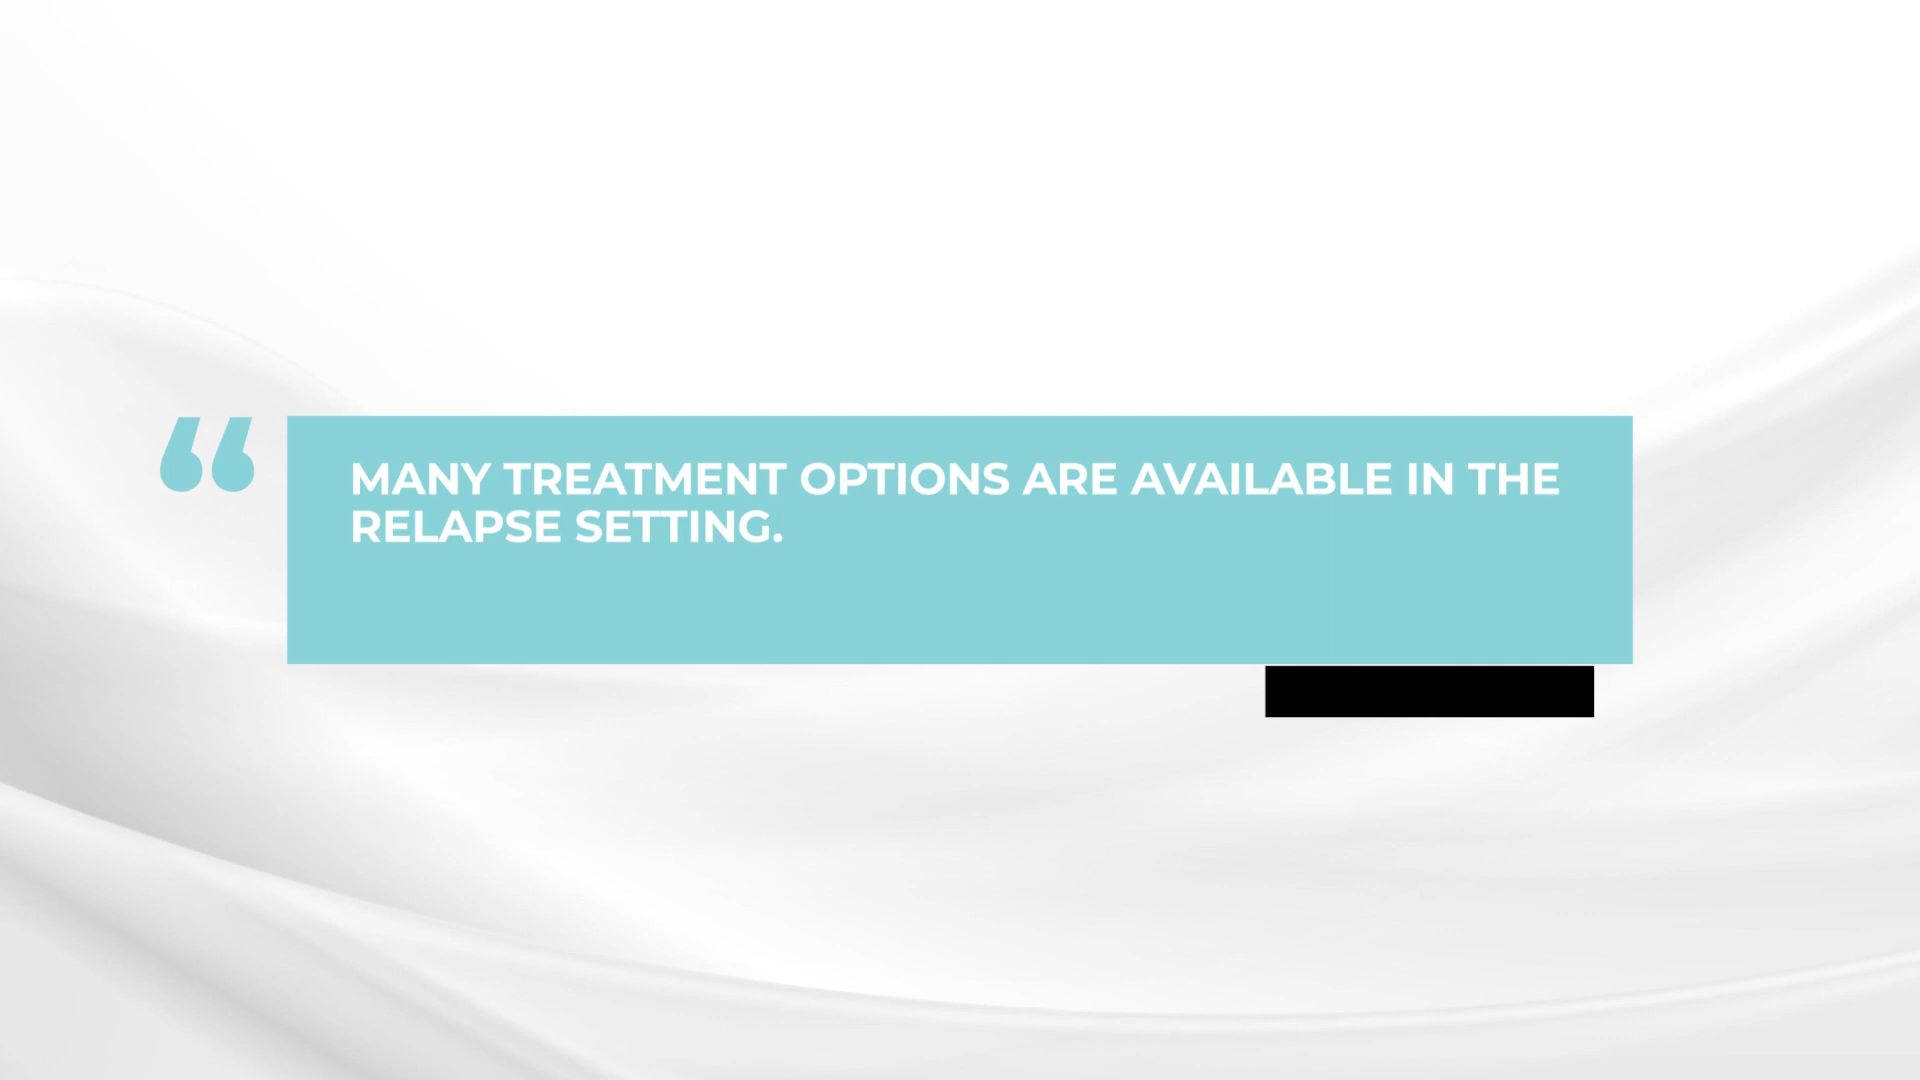 “
MANY TREATMENT OPTIONS ARE AVAILABLE IN THE
RELAPSE SETTING.